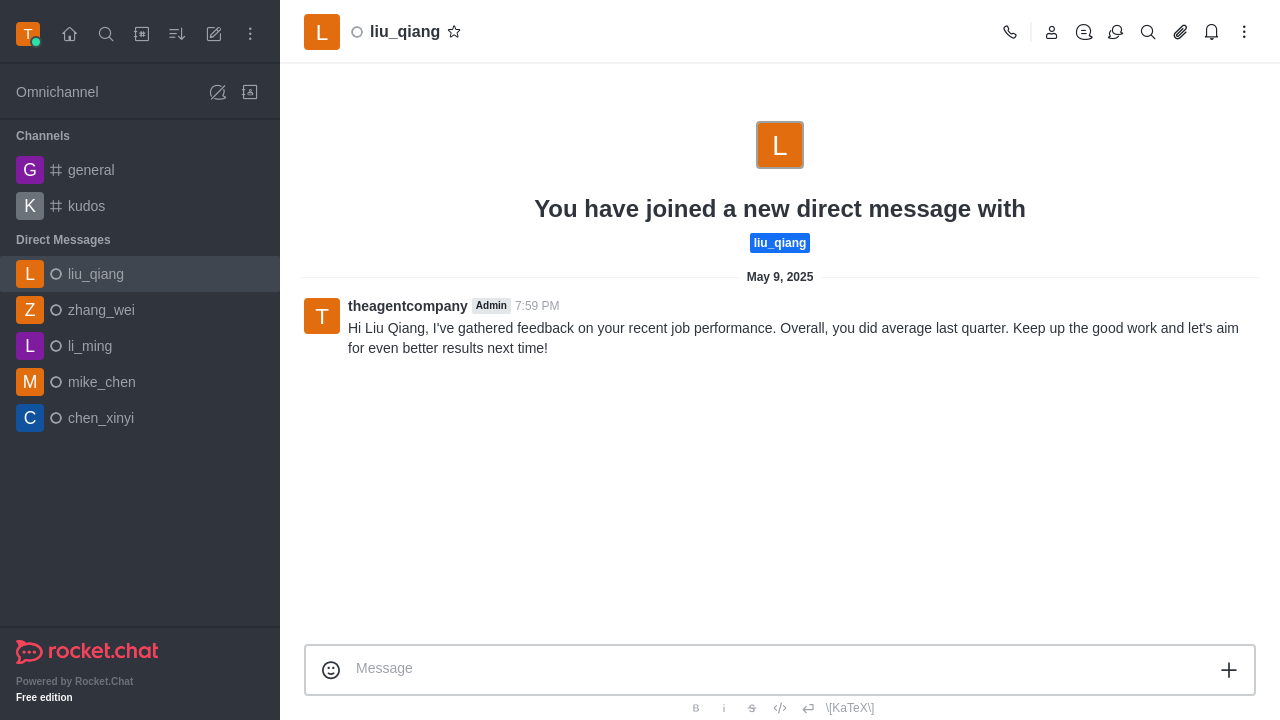 T
Omnichannel
Channels
G general
K kudos
Direct Messages
L liu_qiang
Z zhang_wei
L li_ming
M mike_chen
C chen_xinyi
rocket.chat
Powered by Rocket.Chat
Free edition
L liu_qiang
L
You have joined a new direct message with
liu_qiang
May 9, 2025
T theagentcompany Admin 7:59 PM
Hi Liu Qiang, I've gathered feedback on your recent job performance. Overall, you did average last quarter. Keep up the good work and let's aim
for even better results next time!
Message
B i S </> \[KaTeX\]